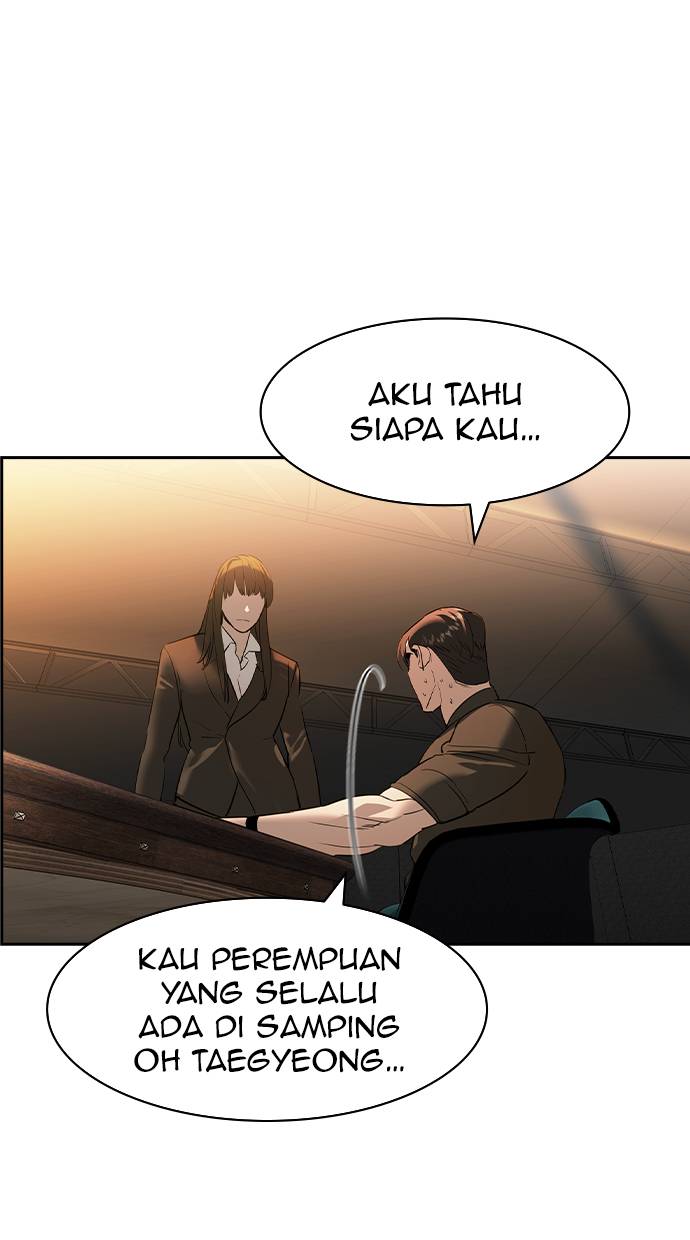 AKU TAHU
SIAPA KAU...
KAU PEREMPUAN
YANG SELALU
ADA DI SAMPING
OH TAEGYEONG...